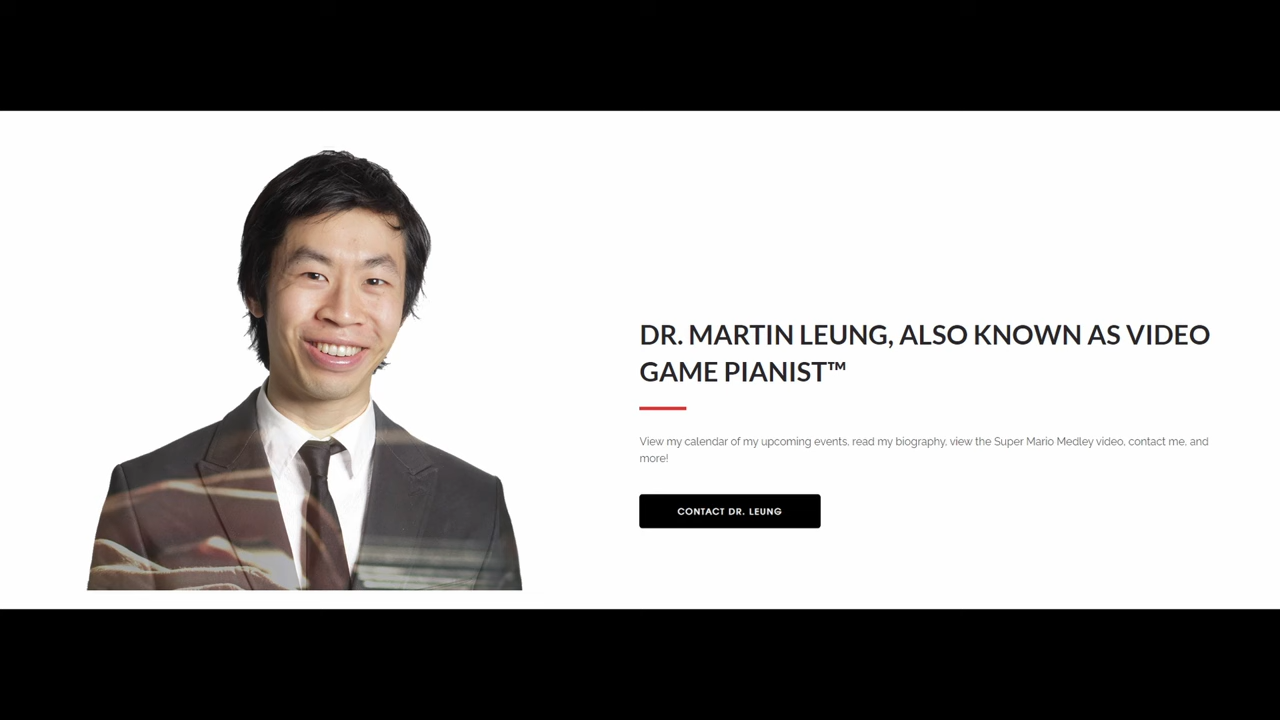 DR. MARTIN LEUNG, ALSO KNOWN AS VIDEO
GAME PIANIST™
View my calendar of my upcoming events, read my biography, view the Super Mario Medley video, contact me, and
more!
CONTACT DR. LEUNG